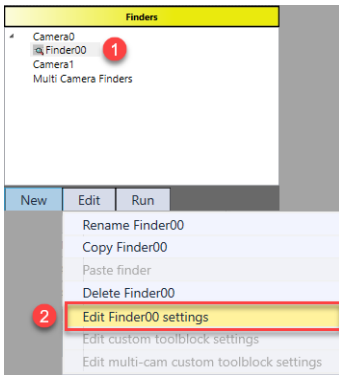 Finders
Camera0
Finder00
1
Camera1
Multi Camera Finders
New Edit Run
Rename Finder00
Copy Finder00
Paste finder
Delete Finder00
2 Edit Finder00 settings
Edit custom toolblock settings
Edit multi-cam custom toolblock settings